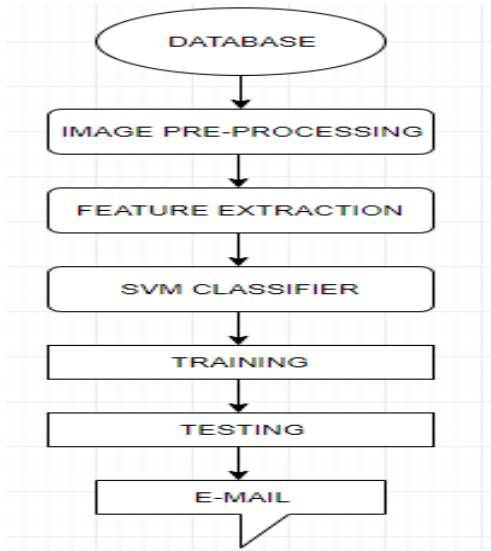 DATABASE
IMAGE PRE-PROCESSING
FEATURE EXTRACTION
SVM CLASSIFIER
TRAINING
TESTING
E-MAIL